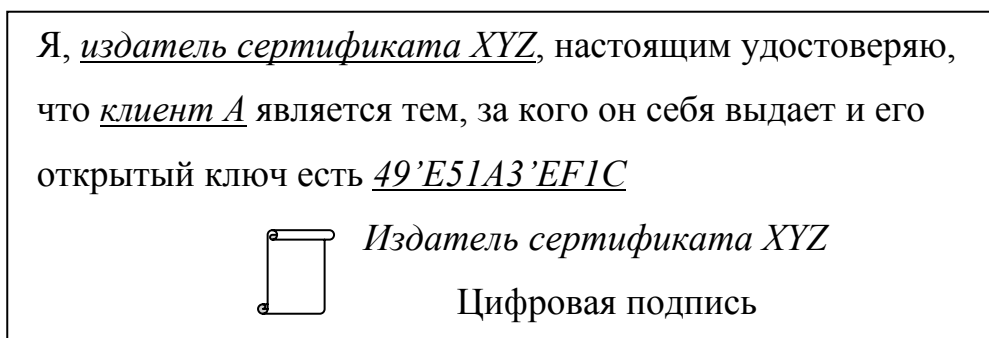 Я, издатель сертификата XYZ, настоящим удостоверяю,
что клиент А является тем, за кого он себя выдает и его
открытый ключ есть 49’E51A3’EF1C
Издатель сертификата XYZ
Цифровая подпись